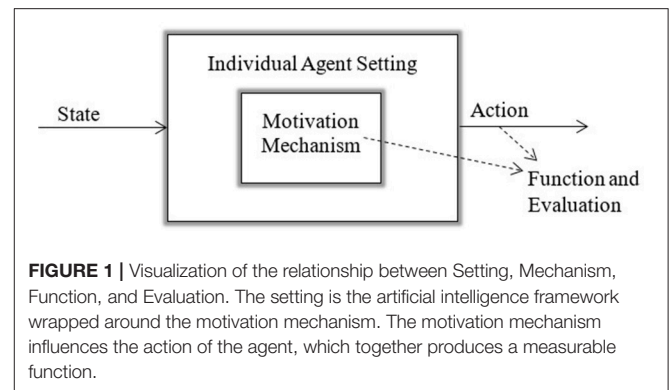 Individual Agent Setting
State
Motivation
Mechanism
Action
Function and
Evaluation
FIGURE 1 | Visualization of the relationship between Setting, Mechanism,
Function, and Evaluation. The setting is the artificial intelligence framework
wrapped around the motivation mechanism. The motivation mechanism
influences the action of the agent, which together produces a measurable
function.